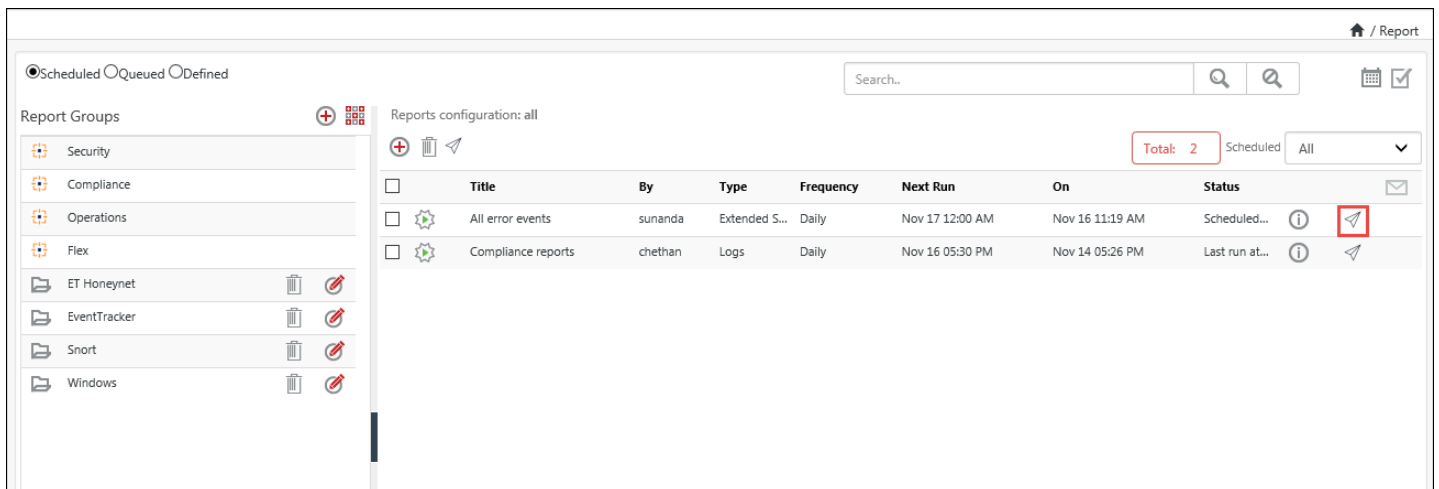 / Report
Scheduled Queued Defined
Search..
Report Groups
Reports configuration: all
Total: 2 Scheduled All
Security
Compliance
Operations
Flex
ET Honeynet
EventTracker
Snort
Windows
Title By Type Frequency Next Run On Status
All error events sunanda Extended S... Daily Nov 17 12:00 AM Nov 16 11:19 AM Scheduled...
Compliance reports chethan Logs Daily Nov 16 05:30 PM Nov 14 05:26 PM Last run at...